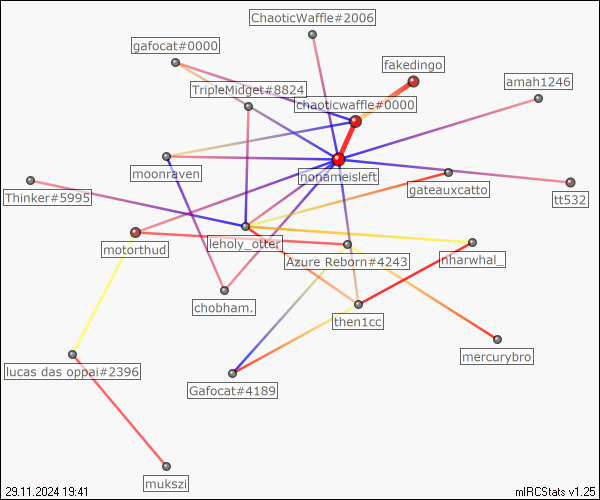 ChaoticWaffle#2006
gafocat#0000
fakedingo
amah1246
TripleMidget#8824
chaoticwaffle#0000
moonraven
nonameisleft
gateauxcatto
Thinker#5995
tt532
motorthud
leholy_otter
Azure Reborn#4243
nharwhal_
chobham.
then1cc
mercurybro
lucas das oppai#2396
Gafocat#4189
mukszi
29.11.2024 19:41
mIRCStats v1.25